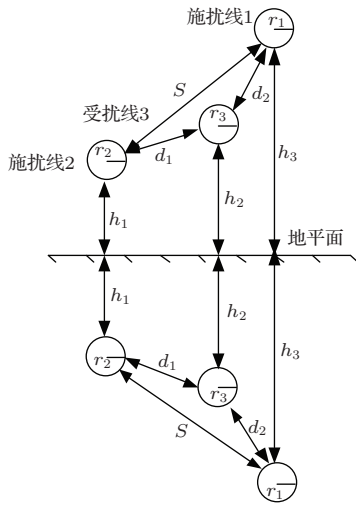 施扰线1
r₁
S
d₂
受扰线3
r₃
r₂
d₁
施扰线2
h₃
h₂
h₁
地平面
h₁
h₂
h₃
r₂
d₁
r₃
S
d₂
r₁